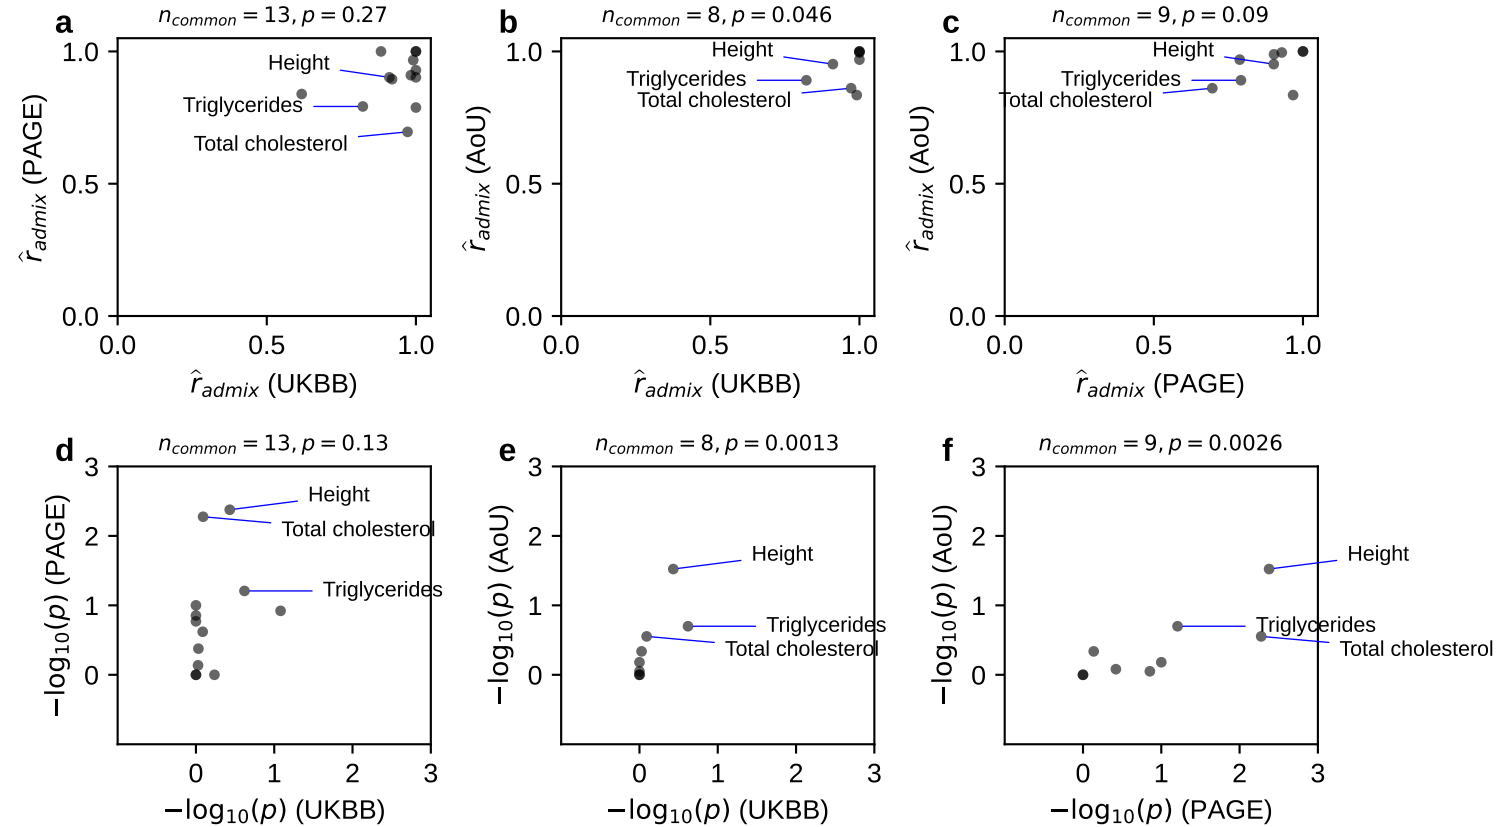 a
n_common = 13, p = 0.27
1.0
0.5
0.0
r̂_admix (PAGE)
Height
Triglycerides
Total cholesterol
0.0 0.5 1.0
r̂_admix (UKBB)
b
n_common = 8, p = 0.046
1.0
0.5
0.0
r̂_admix (AoU)
Height
Triglycerides
Total cholesterol
0.0 0.5 1.0
r̂_admix (UKBB)
c
n_common = 9, p = 0.09
1.0
0.5
0.0
r̂_admix (AoU)
Height
Triglycerides
Total cholesterol
0.0 0.5 1.0
r̂_admix (PAGE)
d
n_common = 13, p = 0.13
3
2
1
0
−log₁₀(p) (PAGE)
Height
Total cholesterol
Triglycerides
0 1 2 3
−log₁₀(p) (UKBB)
e
n_common = 8, p = 0.0013
3
2
1
0
−log₁₀(p) (AoU)
Height
Triglycerides
Total cholesterol
0 1 2 3
−log₁₀(p) (UKBB)
f
n_common = 9, p = 0.0026
3
2
1
0
−log₁₀(p) (AoU)
Height
Triglycerides
Total cholesterol
0 1 2 3
−log₁₀(p) (PAGE)